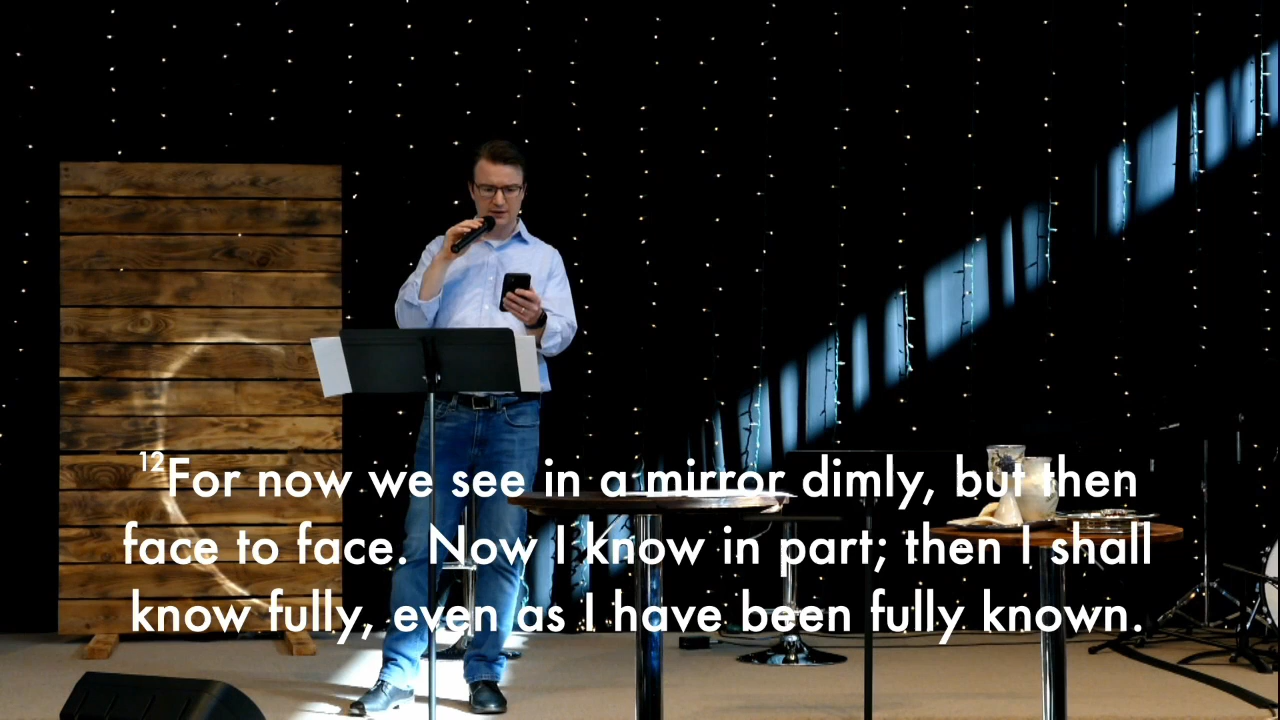 ¹²For now we see in a mirror dimly, but then
face to face. Now I know in part; then I shall
know fully, even as I have been fully known.